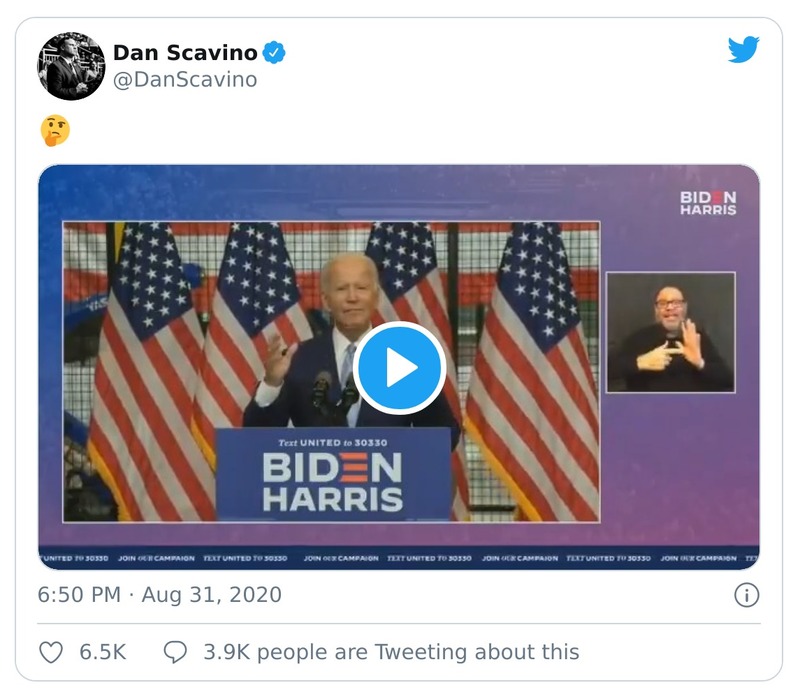 Dan Scavino
@DanScavino
🤔
BIDEN
HARRIS
Text UNITED to 30330
BIDEN
HARRIS
UNITED TO 30330 JOIN OUR CAMPAIGN TEXT UNITED TO 30330 JOIN OUR CAMPAIGN TEXT UNITED TO 30330 JOIN OUR CAMPAIGN TEXT UNITED TO 30330 JOIN OUR CAMPAIGN
6:50 PM · Aug 31, 2020
6.5K 3.9K people are Tweeting about this